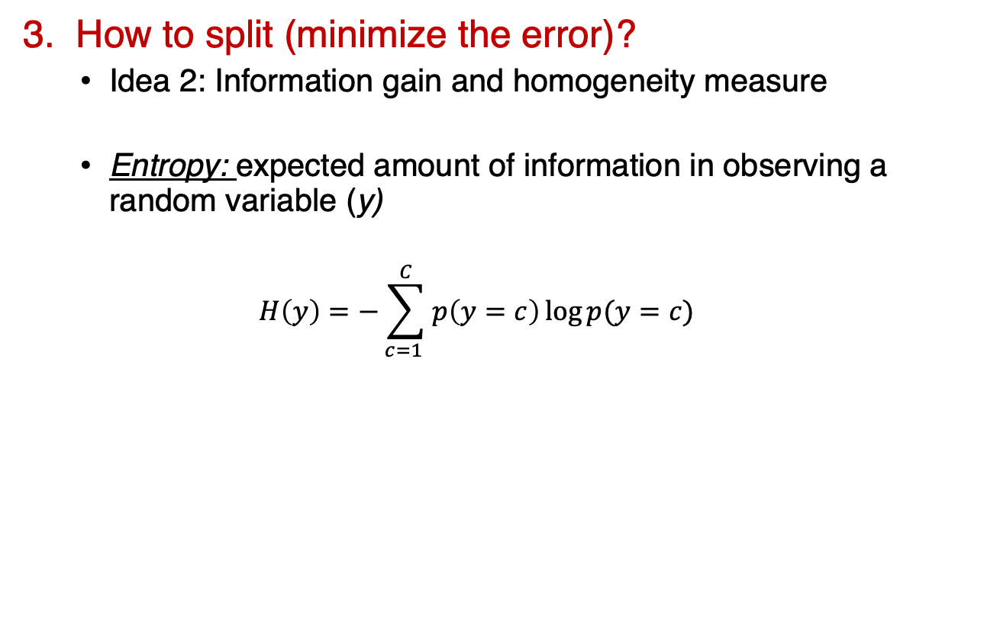 3. How to split (minimize the error)?
• Idea 2: Information gain and homogeneity measure
• Entropy: expected amount of information in observing a
random variable (y)
C
H(y) = − ∑ p(y = c) log p(y = c)
c=1